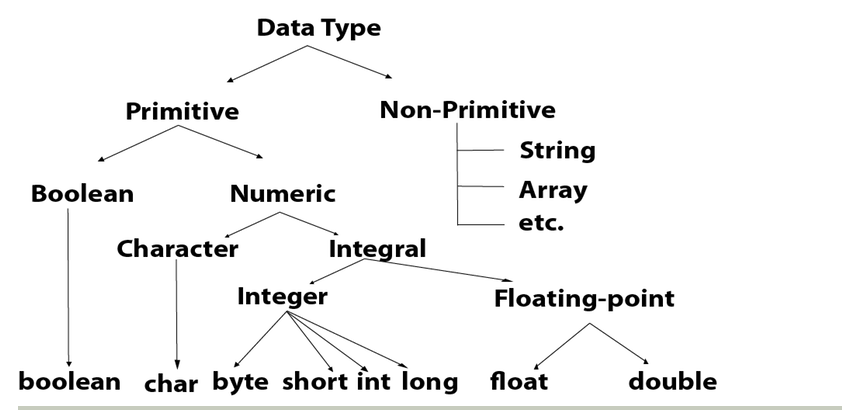 Data Type
Primitive
Non-Primitive
String
Boolean
Numeric
Array
etc.
Character
Integral
Integer
Floating-point
boolean
char
byte
short
int
long
float
double